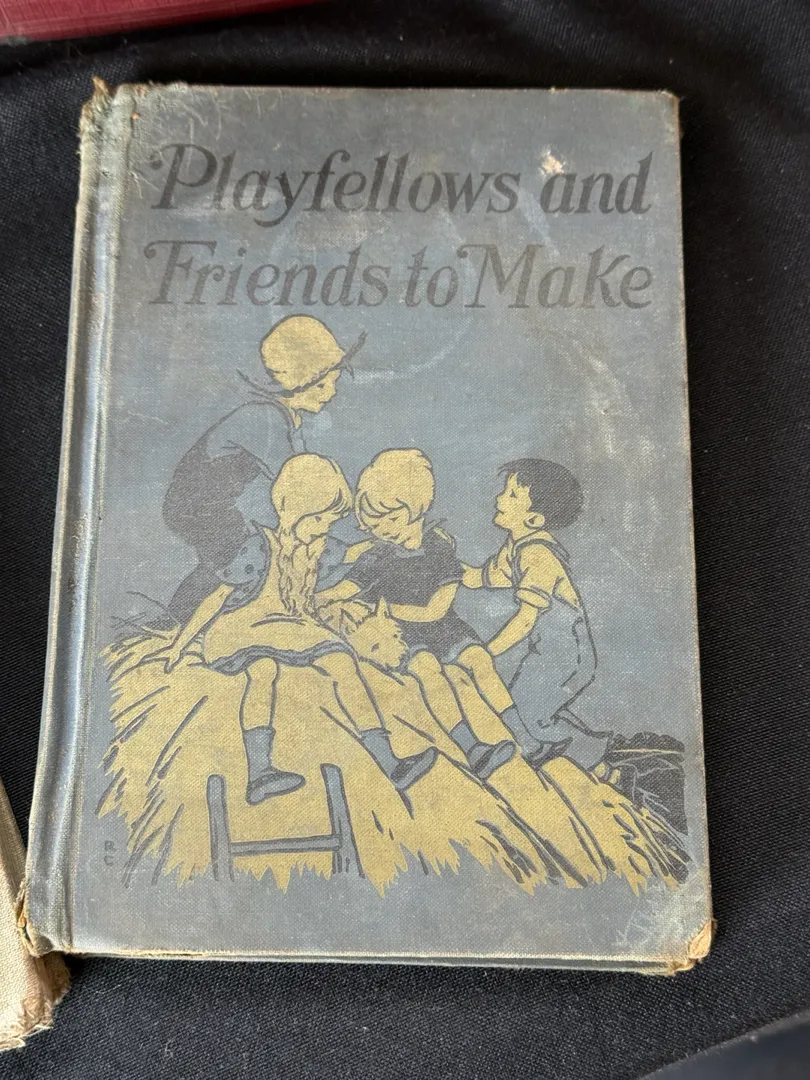 Playfellows and
Friends to Make
R
C